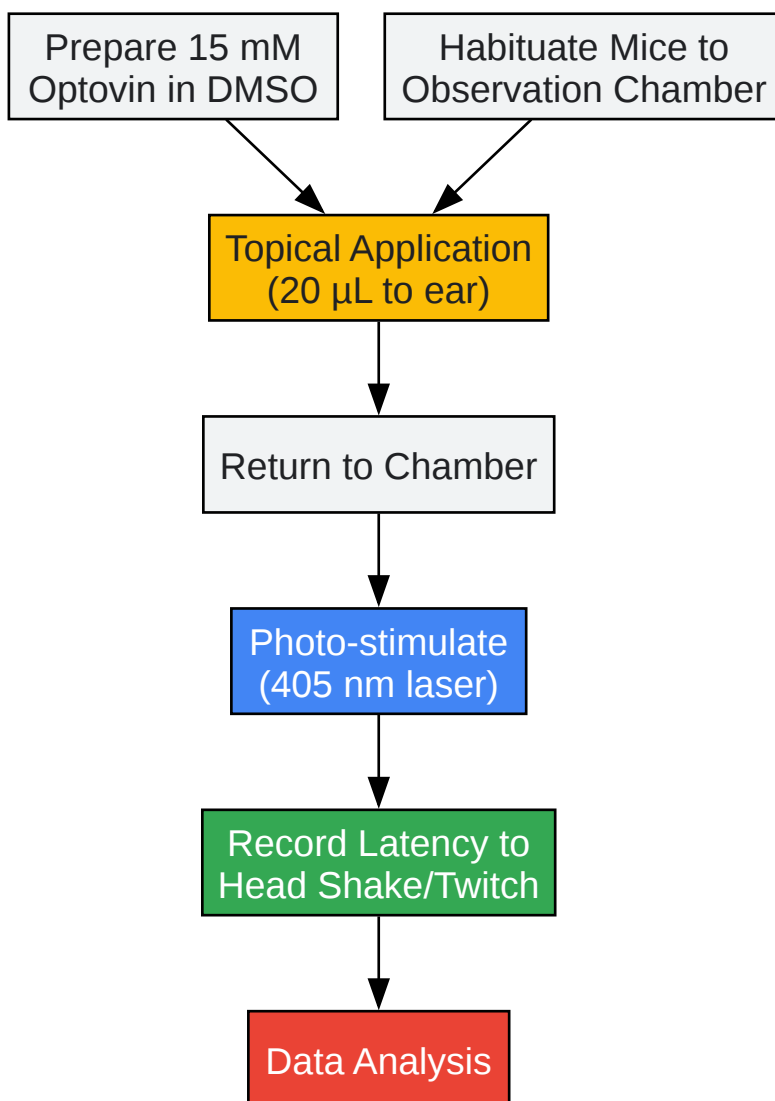 Prepare 15 mM
Optovin in DMSO
Habituate Mice to
Observation Chamber
Topical Application
(20 µL to ear)
Return to Chamber
Photo-stimulate
(405 nm laser)
Record Latency to
Head Shake/Twitch
Data Analysis